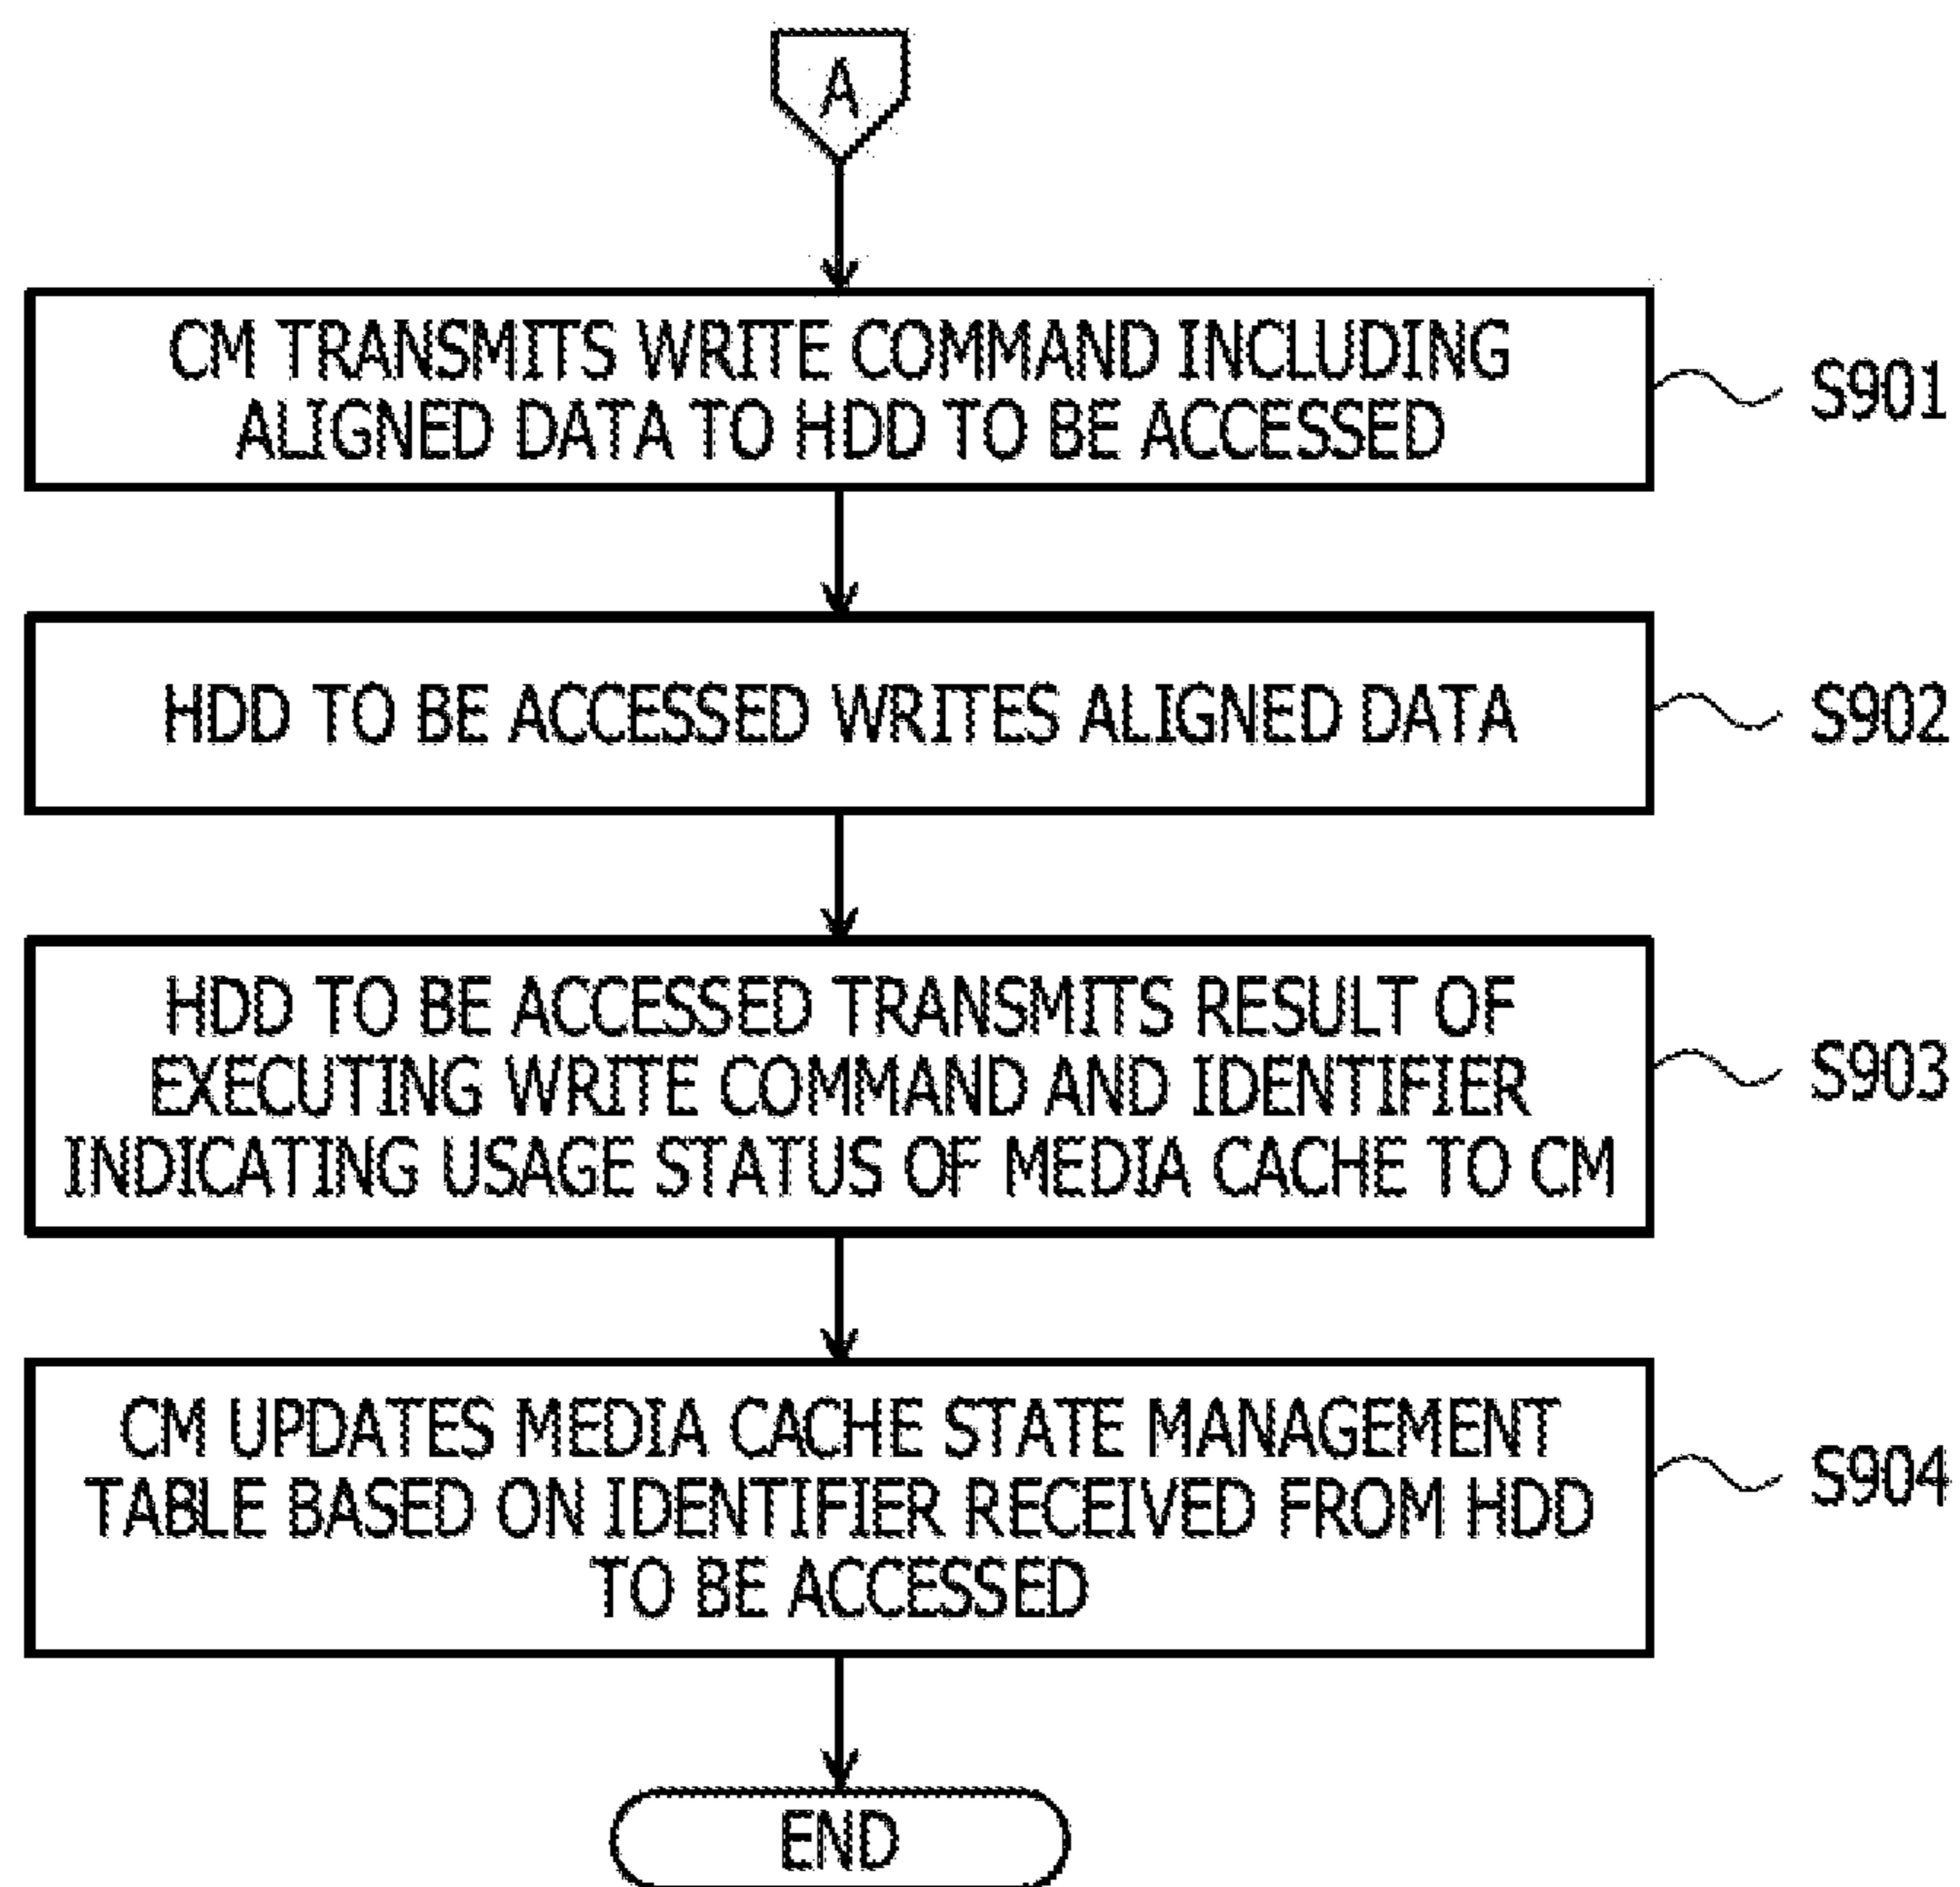 A
CM TRANSMITS WRITE COMMAND INCLUDING
ALIGNED DATA TO HDD TO BE ACCESSED
S901
HDD TO BE ACCESSED WRITES ALIGNED DATA
S902
HDD TO BE ACCESSED TRANSMITS RESULT OF
EXECUTING WRITE COMMAND AND IDENTIFIER
INDICATING USAGE STATUS OF MEDIA CACHE TO CM
S903
CM UPDATES MEDIA CACHE STATE MANAGEMENT
TABLE BASED ON IDENTIFIER RECEIVED FROM HDD
TO BE ACCESSED
S904
END